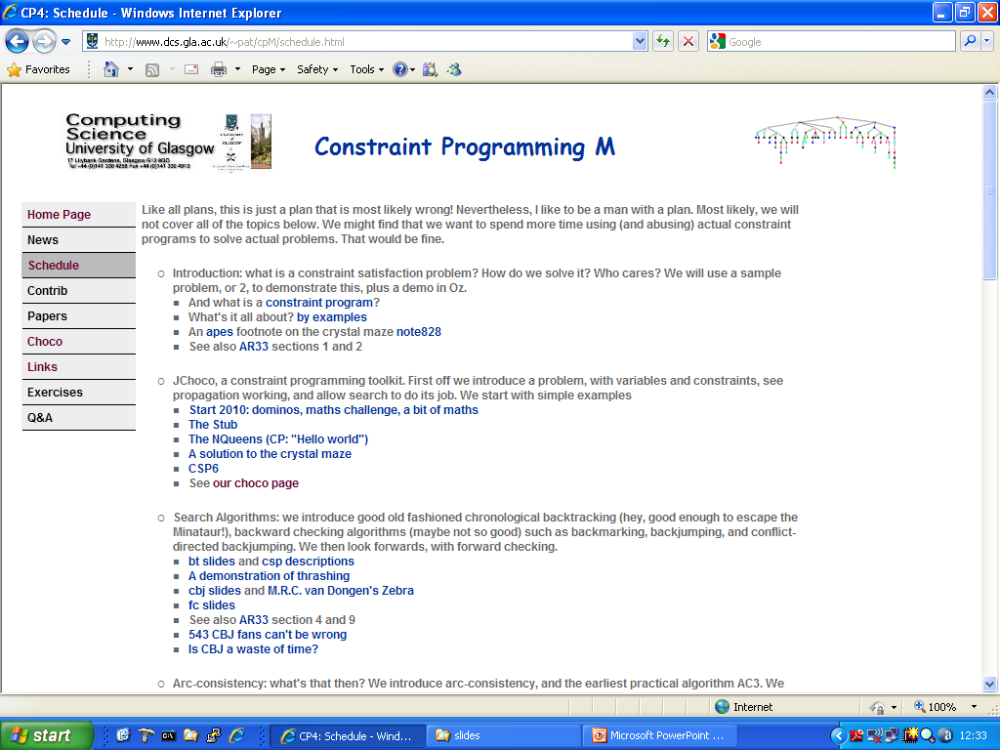 CP4: Schedule - Windows Internet Explorer
http://www.dcs.gla.ac.uk/~pat/cpM/schedule.html
Google
Favorites
Page
Safety
Tools
Computing
Science
University of Glasgow
17 Lilybank Gardens, Glasgow G12 8QQ
Tel +44 (0)141 330 4256 Fax +44 (0)141 330 4913
Constraint Programming M
Home Page
News
Schedule
Contrib
Papers
Choco
Links
Exercises
Q&A
Like all plans, this is just a plan that is most likely wrong! Nevertheless, I like to be a man with a plan. Most likely, we will
not cover all of the topics below. We might find that we want to spend more time using (and abusing) actual constraint
programs to solve actual problems. That would be fine.
Introduction: what is a constraint satisfaction problem? How do we solve it? Who cares? We will use a sample
problem, or 2, to demonstrate this, plus a demo in Oz.
And what is a constraint program?
What's it all about? by examples
An apes footnote on the crystal maze note828
See also AR33 sections 1 and 2
JChoco, a constraint programming toolkit. First off we introduce a problem, with variables and constraints, see
propagation working, and allow search to do its job. We start with simple examples
Start 2010: dominos, maths challenge, a bit of maths
The Stub
The NQueens (CP: "Hello world")
A solution to the crystal maze
CSP6
See our choco page
Search Algorithms: we introduce good old fashioned chronological backtracking (hey, good enough to escape the
Minataur!), backward checking algorithms (maybe not so good) such as backmarking, backjumping, and conflict-
directed backjumping. We then look forwards, with forward checking.
bt slides and csp descriptions
A demonstration of thrashing
cbj slides and M.R.C. van Dongen's Zebra
fc slides
See also AR33 section 4 and 9
543 CBJ fans can't be wrong
Is CBJ a waste of time?
Arc-consistency: what's that then? We introduce arc-consistency, and the earliest practical algorithm AC3. We
Internet
100%
start
CP4: Schedule - Wind...
slides
Microsoft PowerPoint ...
12:33